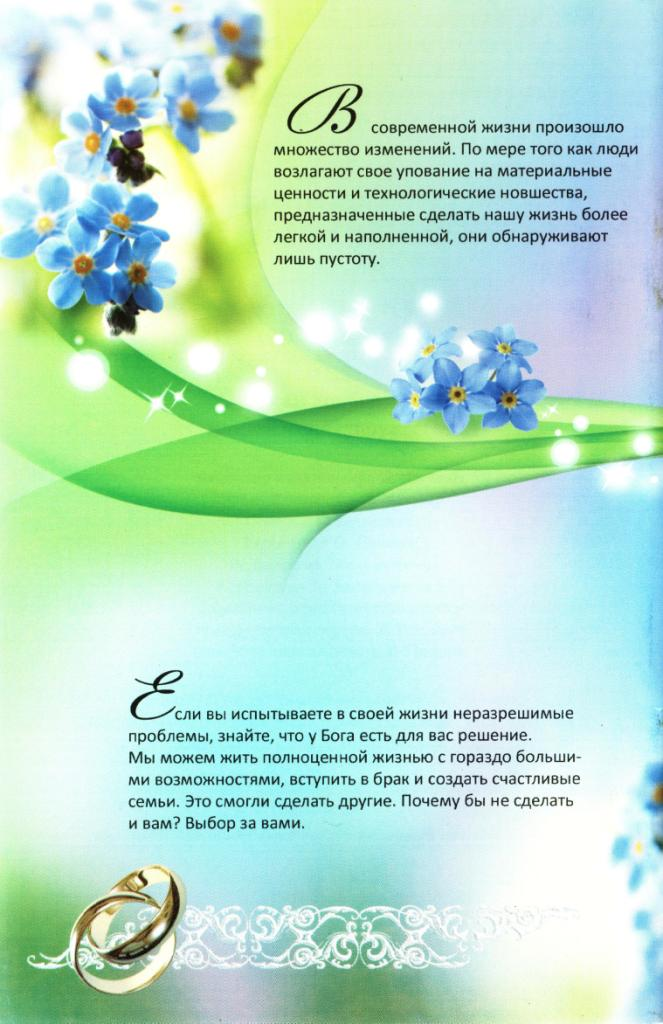 В современной жизни произошло
множество изменений. По мере того как люди
возлагают свое упование на материальные
ценности и технологические новшества,
предназначенные сделать нашу жизнь более
легкой и наполненной, они обнаруживают
лишь пустоту.
Если вы испытываете в своей жизни неразрешимые
проблемы, знайте, что у Бога есть для вас решение.
Мы можем жить полноценной жизнью с гораздо больши-
ми возможностями, вступить в брак и создать счастливые
семьи. Это смогли сделать другие. Почему бы не сделать
и вам? Выбор за вами.